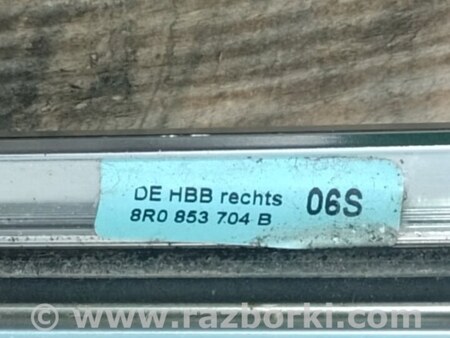 DE HBB rechts 06S
8R0 853 704 B
© www.razborki.com